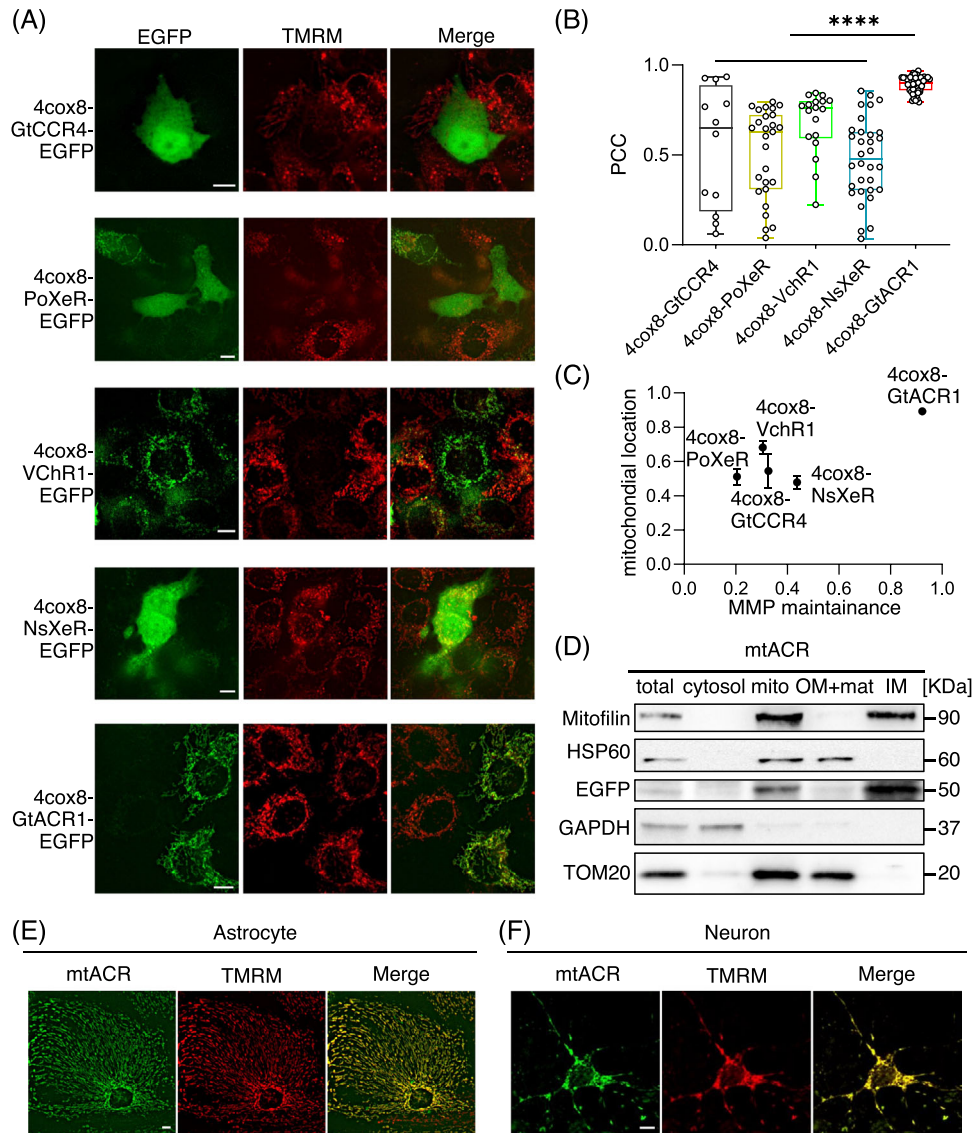 (A)
EGFP TMRM Merge
4cox8-
GtCCR4-
EGFP
4cox8-
PoXeR-
EGFP
4cox8-
VChR1-
EGFP
4cox8-
NsXeR-
EGFP
4cox8-
GtACR1-
EGFP
(B)
****
1.0
0.5
0.0
PCC
4cox8-GtCCR4
4cox8-PoXeR
4cox8-VchR1
4cox8-NsXeR
4cox8-GtACR1
(C)
mitochondial location
1.0
0.8
0.6
0.4
0.2
0.0
4cox8-
GtACR1
4cox8-
VchR1
4cox8-
PoXeR
4cox8-
NsXeR
4cox8-
GtCCR4
0.0 0.2 0.4 0.6 0.8 1.0
MMP maintainance
(D)
mtACR
total cytosol mito OM+mat IM [KDa]
Mitofilin 90
HSP60 60
EGFP 50
GAPDH 37
TOM20 20
(E)
Astrocyte
mtACR TMRM Merge
(F)
Neuron
mtACR TMRM Merge